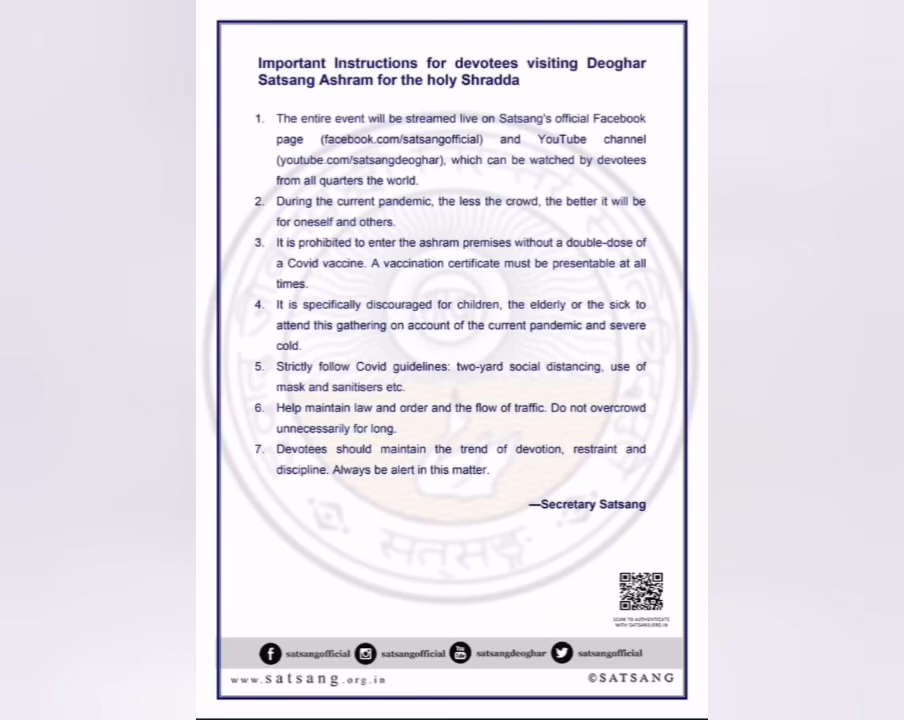 Important Instructions for devotees visiting Deoghar
Satsang Ashram for the holy Shradda
1. The entire event will be streamed live on Satsang's official Facebook
page (facebook.com/satsangofficial) and YouTube channel
(youtube.com/satsangdeoghar), which can be watched by devotees
from all quarters the world.
2. During the current pandemic, the less the crowd, the better it will be
for oneself and others.
3. It is prohibited to enter the ashram premises without a double-dose of
a Covid vaccine. A vaccination certificate must be presentable at all
times.
4. It is specifically discouraged for children, the elderly or the sick to
attend this gathering on account of the current pandemic and severe
cold.
5. Strictly follow Covid guidelines: two-yard social distancing, use of
mask and sanitisers etc.
6. Help maintain law and order and the flow of traffic. Do not overcrowd
unnecessarily for long.
7. Devotees should maintain the trend of devotion, restraint and
discipline. Always be alert in this matter.
—Secretary Satsang
सत्सङ्ग
SCAN TO AUTHENTICATE
WITH SATSANG.ORG.IN
satsangofficial satsangofficial satsangdeoghar satsangofficial
www.satsang.org.in ©SATSANG